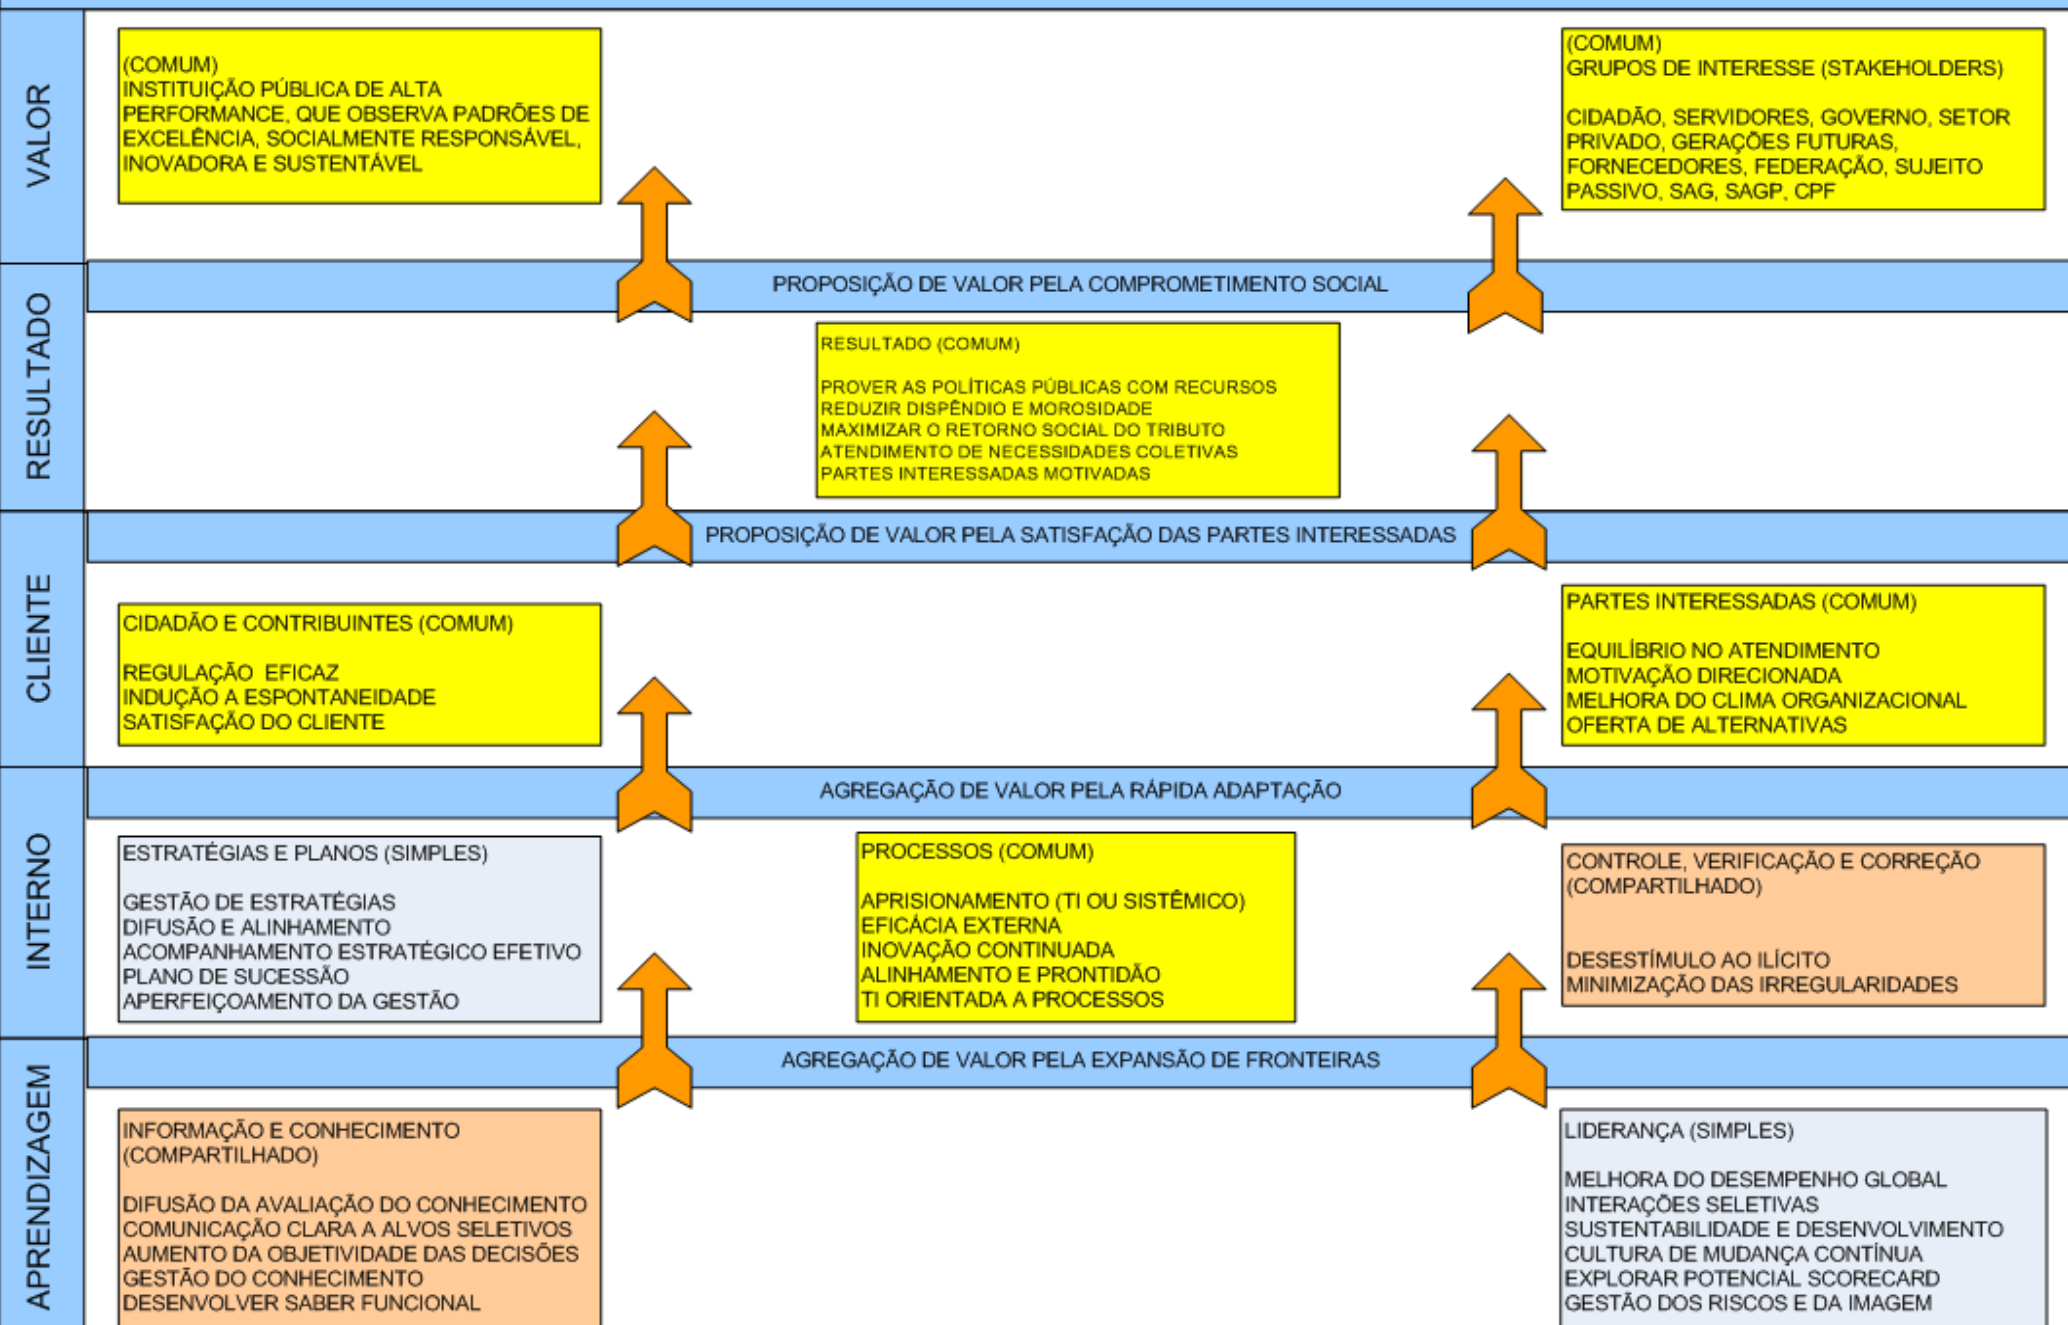 VALOR
(COMUM)
INSTITUIÇÃO PÚBLICA DE ALTA
PERFORMANCE, QUE OBSERVA PADRÕES DE
EXCELÊNCIA, SOCIALMENTE RESPONSÁVEL,
INOVADORA E SUSTENTÁVEL
(COMUM)
GRUPOS DE INTERESSE (STAKEHOLDERS)
CIDADÃO, SERVIDORES, GOVERNO, SETOR
PRIVADO, GERAÇÕES FUTURAS,
FORNECEDORES, FEDERAÇÃO, SUJEITO
PASSIVO, SAG, SAGP, CPF
PROPOSIÇÃO DE VALOR PELA COMPROMETIMENTO SOCIAL
RESULTADO
RESULTADO (COMUM)
PROVER AS POLÍTICAS PÚBLICAS COM RECURSOS
REDUZIR DISPÊNDIO E MOROSIDADE
MAXIMIZAR O RETORNO SOCIAL DO TRIBUTO
ATENDIMENTO DE NECESSIDADES COLETIVAS
PARTES INTERESSADAS MOTIVADAS
PROPOSIÇÃO DE VALOR PELA SATISFAÇÃO DAS PARTES INTERESSADAS
CLIENTE
CIDADÃO E CONTRIBUINTES (COMUM)
REGULAÇÃO  EFICAZ
INDUÇÃO A ESPONTANEIDADE
SATISFAÇÃO DO CLIENTE
PARTES INTERESSADAS (COMUM)
EQUILÍBRIO NO ATENDIMENTO
MOTIVAÇÃO DIRECIONADA
MELHORA DO CLIMA ORGANIZACIONAL
OFERTA DE ALTERNATIVAS
AGREGAÇÃO DE VALOR PELA RÁPIDA ADAPTAÇÃO
INTERNO
ESTRATÉGIAS E PLANOS (SIMPLES)
GESTÃO DE ESTRATÉGIAS
DIFUSÃO E ALINHAMENTO
ACOMPANHAMENTO ESTRATÉGICO EFETIVO
PLANO DE SUCESSÃO
APERFEIÇOAMENTO DA GESTÃO
PROCESSOS (COMUM)
APRISIONAMENTO (TI OU SISTÊMICO)
EFICÁCIA EXTERNA
INOVAÇÃO CONTINUADA
ALINHAMENTO E PRONTIDÃO
TI ORIENTADA A PROCESSOS
CONTROLE, VERIFICAÇÃO E CORREÇÃO
(COMPARTILHADO)
DESESTÍMULO AO ILÍCITO
MINIMIZAÇÃO DAS IRREGULARIDADES
AGREGAÇÃO DE VALOR PELA EXPANSÃO DE FRONTEIRAS
APRENDIZAGEM
INFORMAÇÃO E CONHECIMENTO
(COMPARTILHADO)
DIFUSÃO DA AVALIAÇÃO DO CONHECIMENTO
COMUNICAÇÃO CLARA A ALVOS SELETIVOS
AUMENTO DA OBJETIVIDADE DAS DECISÕES
GESTÃO DO CONHECIMENTO
DESENVOLVER SABER FUNCIONAL
LIDERANÇA (SIMPLES)
MELHORA DO DESEMPENHO GLOBAL
INTERAÇÕES SELETIVAS
SUSTENTABILIDADE E DESENVOLVIMENTO
CULTURA DE MUDANÇA CONTÍNUA
EXPLORAR POTENCIAL SCORECARD
GESTÃO DOS RISCOS E DA IMAGEM